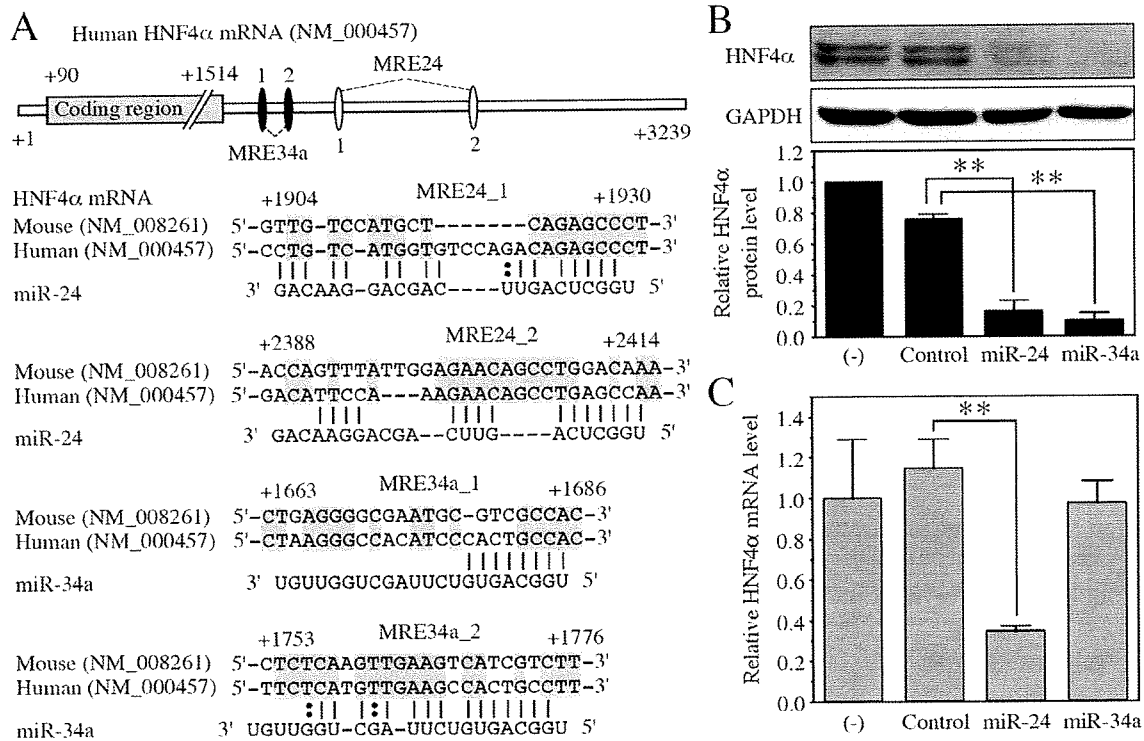 A
Human HNF4α mRNA (NM_000457)
+90
+1514
1
2
MRE24
Coding region
+1
MRE34a
1
2
+3239
HNF4α mRNA
+1904
MRE24_1
+1930
Mouse (NM_008261) 5'-GTTG-TCCATGCT-------CAGAGCCCT-3'
Human (NM_000457) 5'-CCTG-TC-ATGGTGTCCAGACAGAGCCCT-3'
miR-24 3' GACAAG-GACGAC----UUGACUCGGU 5'
+2388
MRE24_2
+2414
Mouse (NM_008261) 5'-ACCAGTTTATTGGAGAACAGCCTGGACAAA-3'
Human (NM_000457) 5'-GACATTCCA---AAGAACAGCCTGAGCCAA-3'
miR-24 3' GACAAGGACGA--CUUG----ACUCGGU 5'
+1663
MRE34a_1
+1686
Mouse (NM_008261) 5'-CTGAGGGGCGAATGC-GTCGCCAC-3'
Human (NM_000457) 5'-CTAAGGGCCACATCCCACTGCCAC-3'
miR-34a 3' UGUUGGUCGAUUCUGUGACGGU 5'
+1753
MRE34a_2
+1776
Mouse (NM_008261) 5'-CTCTCAAGTTGAAGTCATCGTCTT-3'
Human (NM_000457) 5'-TTCTCATGTTGAAGCCACTGCCTT-3'
miR-34a 3' UGUUGGU-CGA-UUCUGUGACGGU 5'
B
HNF4α
GAPDH
Relative HNF4α protein level
1.2
1.0
0.8
0.6
0.4
0.2
0.0
**
**
(-) Control miR-24 miR-34a
C
Relative HNF4α mRNA level
1.4
1.2
1.0
0.8
0.6
0.4
0.2
0.0
**
(-) Control miR-24 miR-34a